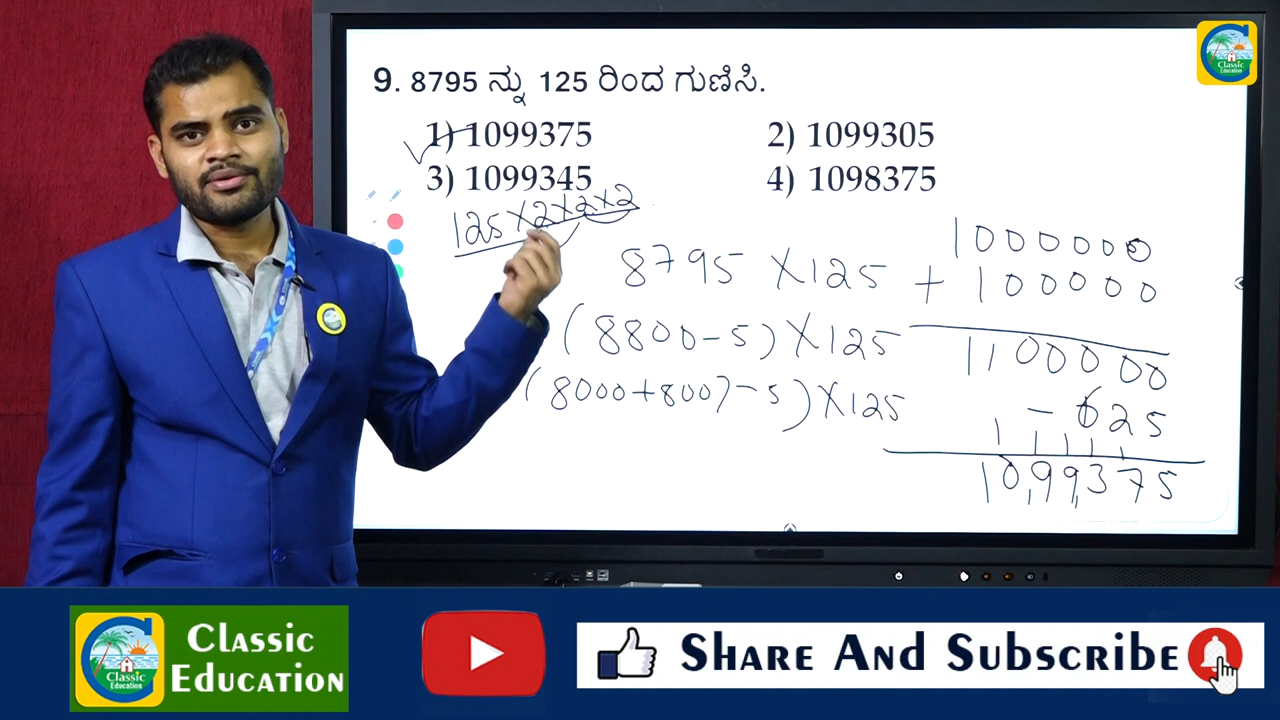 9. 8795 ನ್ನು 125 ರಿಂದ ಗುಣಿಸಿ.
1) 1099375
2) 1099305
3) 1099345
4) 1098375
125×2×2×2
8795 ×125
(8800-5)×125
(8000+800)-5)×125
1000000
+ 100000
1100000
- 625
10,99,375
Classic
Education
Classic
Education
Classic
Education
Share And Subscribe